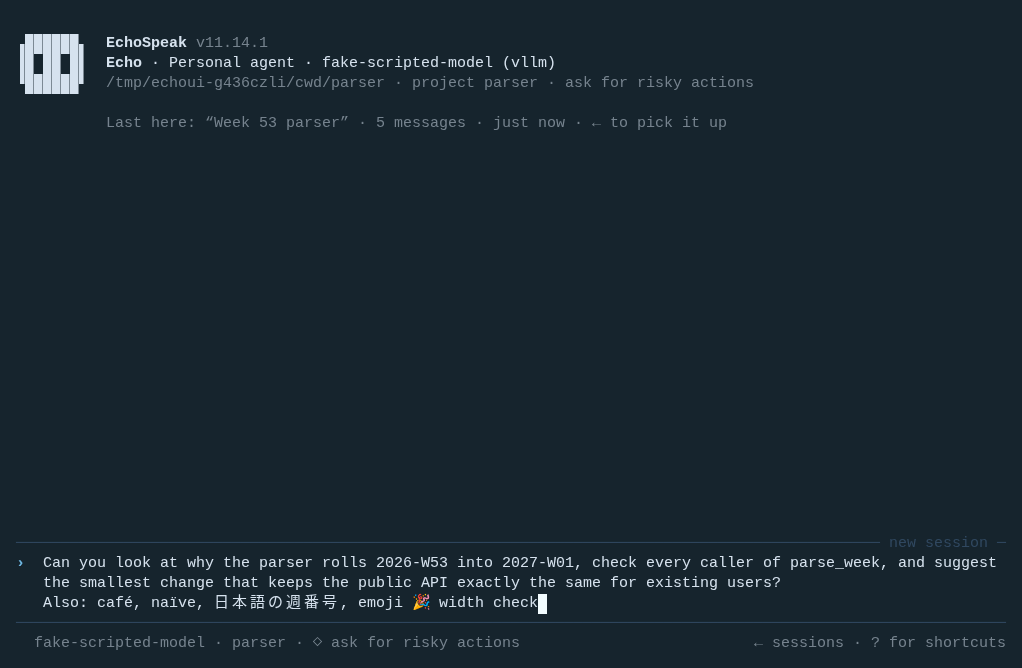 EchoSpeak v11.14.1
Echo · Personal agent · fake-scripted-model (vllm)
/tmp/echoui-g436czli/cwd/parser · project parser · ask for risky actions
Last here: “Week 53 parser” · 5 messages · just now · ← to pick it up
new session
› Can you look at why the parser rolls 2026-W53 into 2027-W01, check every caller of parse_week, and suggest
the smallest change that keeps the public API exactly the same for existing users?
Also: café, naïve, 日本語の週番号, emoji 🎉 width check
fake-scripted-model · parser · ◇ ask for risky actions
← sessions · ? for shortcuts